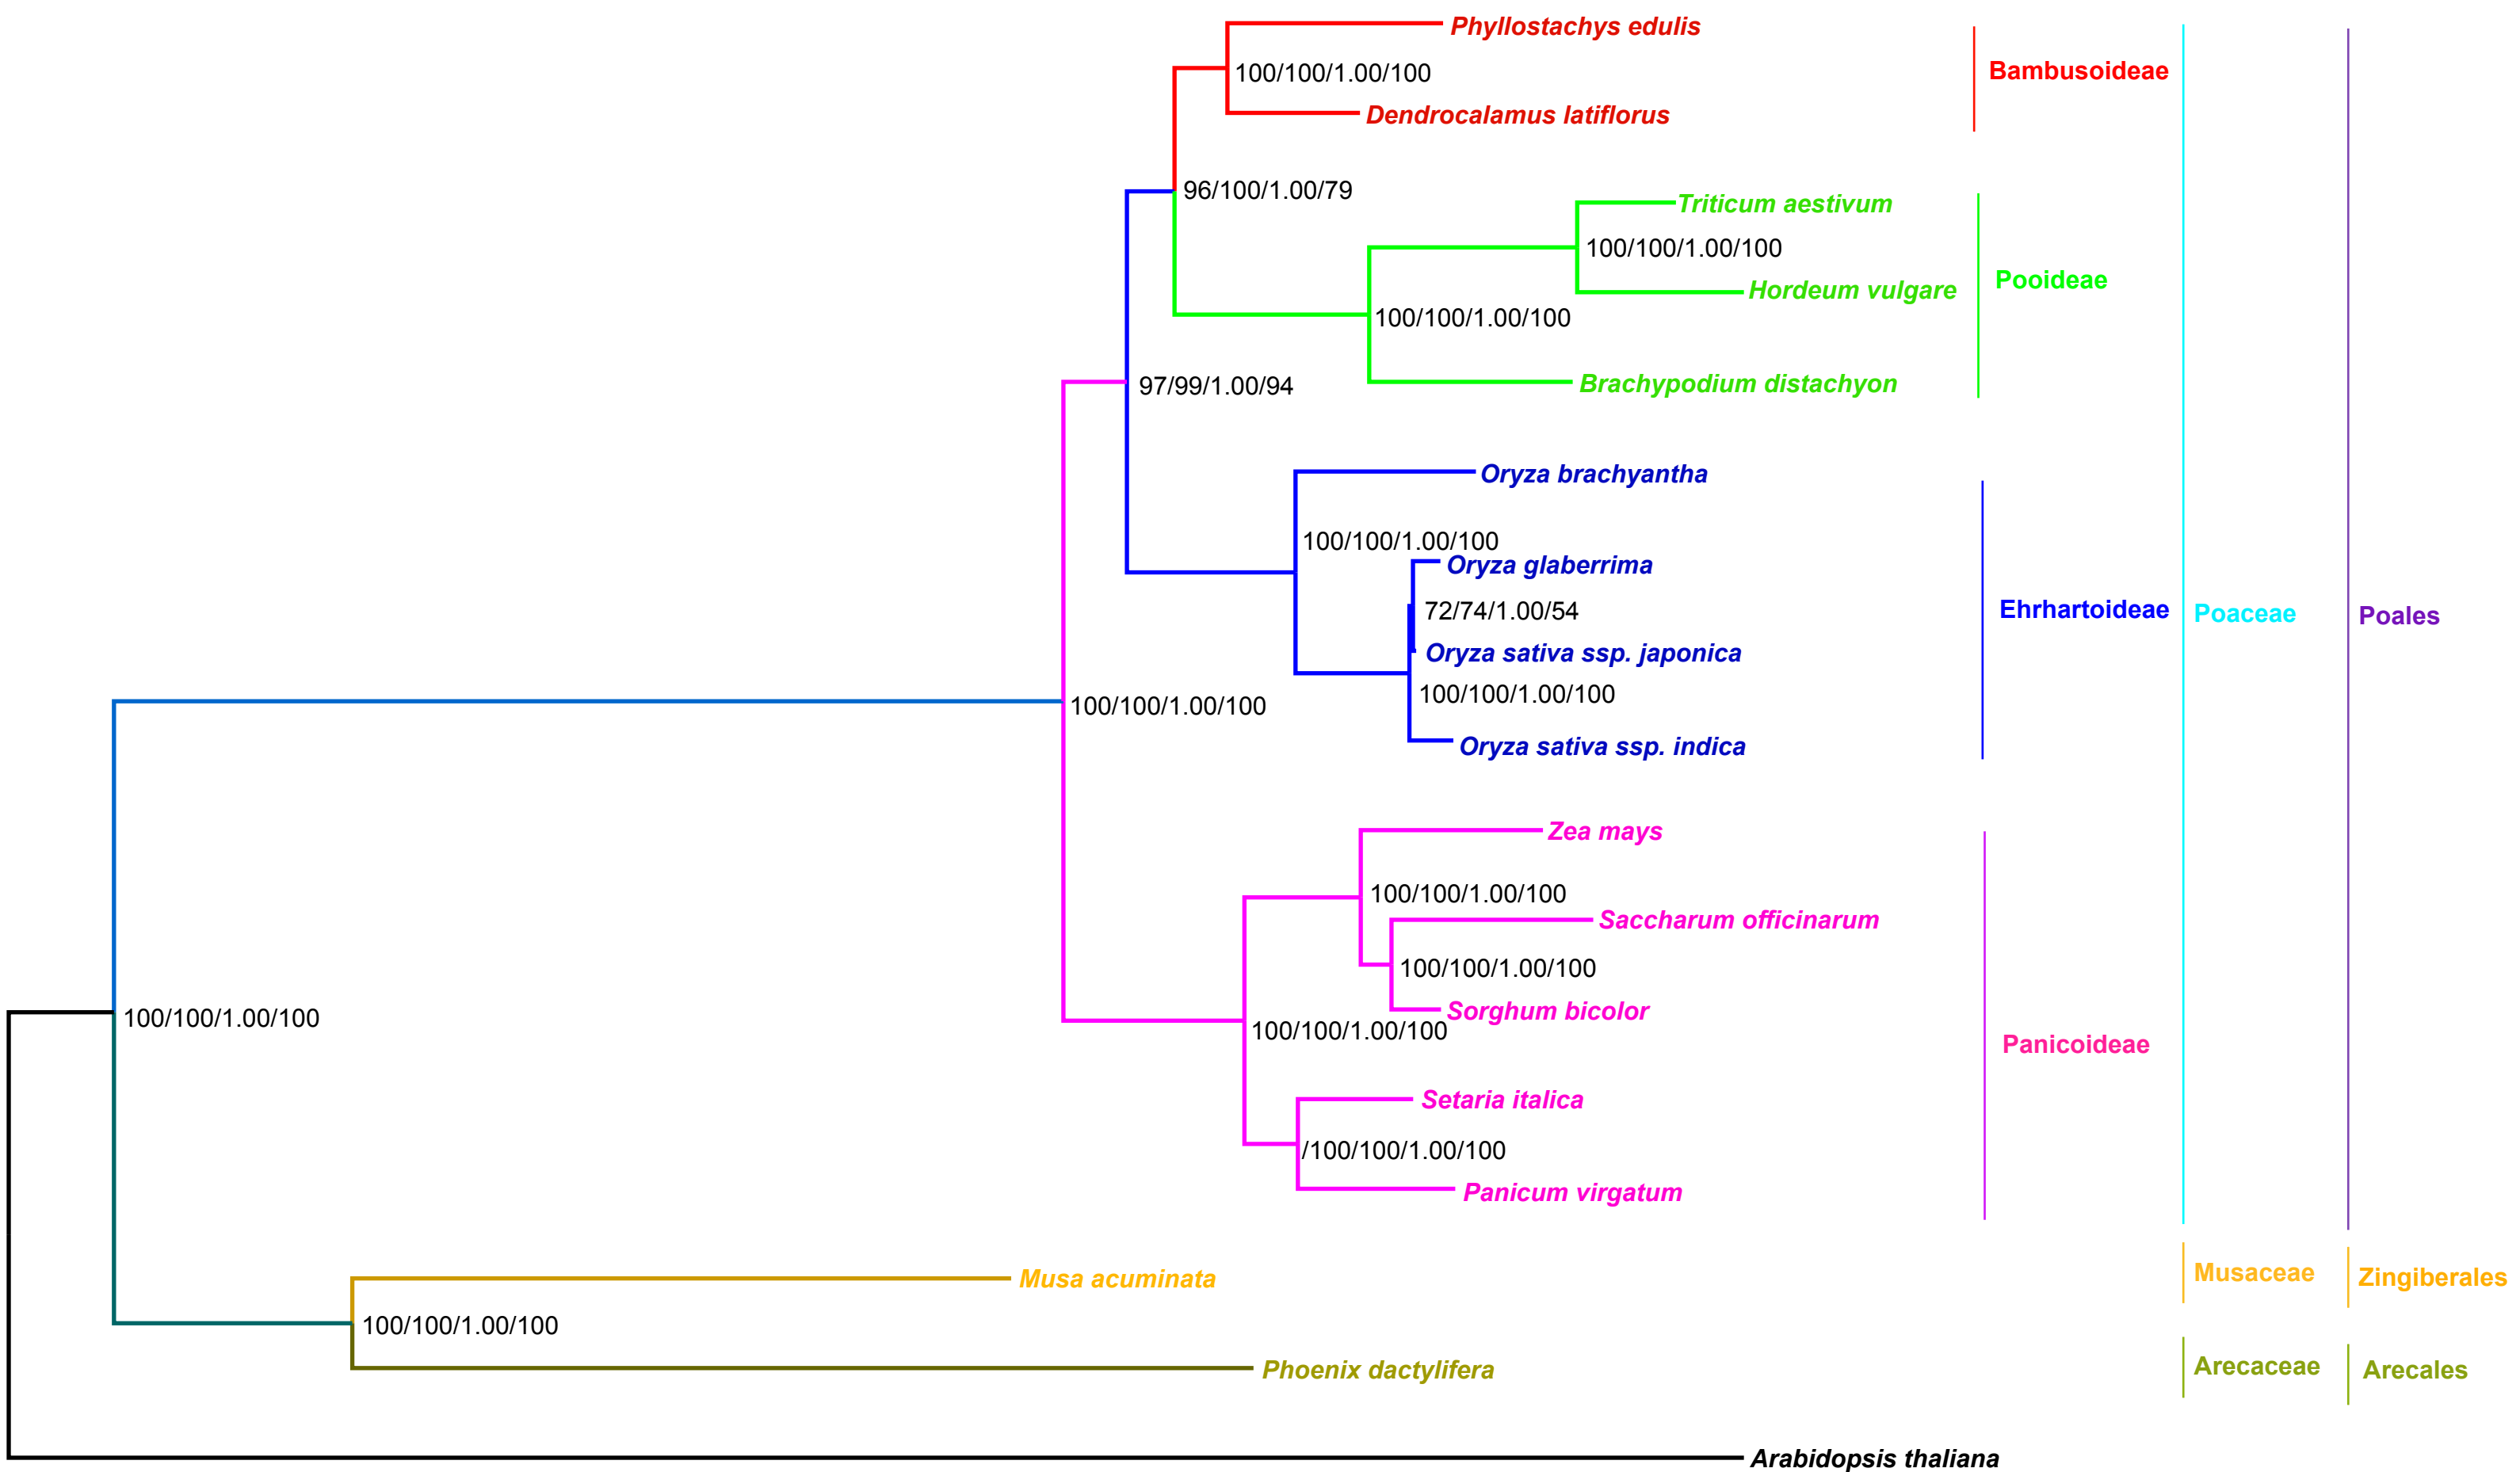 Phyllostachys edulis
100/100/1.00/100
Bambusoideae
Dendrocalamus latiflorus
96/100/1.00/79
Triticum aestivum
100/100/1.00/100
Pooideae
Hordeum vulgare
100/100/1.00/100
Brachypodium distachyon
97/99/1.00/94
Oryza brachyantha
100/100/1.00/100
Oryza glaberrima
72/74/1.00/54
Ehrhartoideae
Poaceae
Poales
Oryza sativa ssp. japonica
100/100/1.00/100
100/100/1.00/100
Oryza sativa ssp. indica
Zea mays
100/100/1.00/100
Saccharum officinarum
100/100/1.00/100
Sorghum bicolor
100/100/1.00/100
100/100/1.00/100
Panicoideae
Setaria italica
/100/100/1.00/100
Panicum virgatum
Musa acuminata
Musaceae
Zingiberales
100/100/1.00/100
Phoenix dactylifera
Arecaceae
Arecales
Arabidopsis thaliana